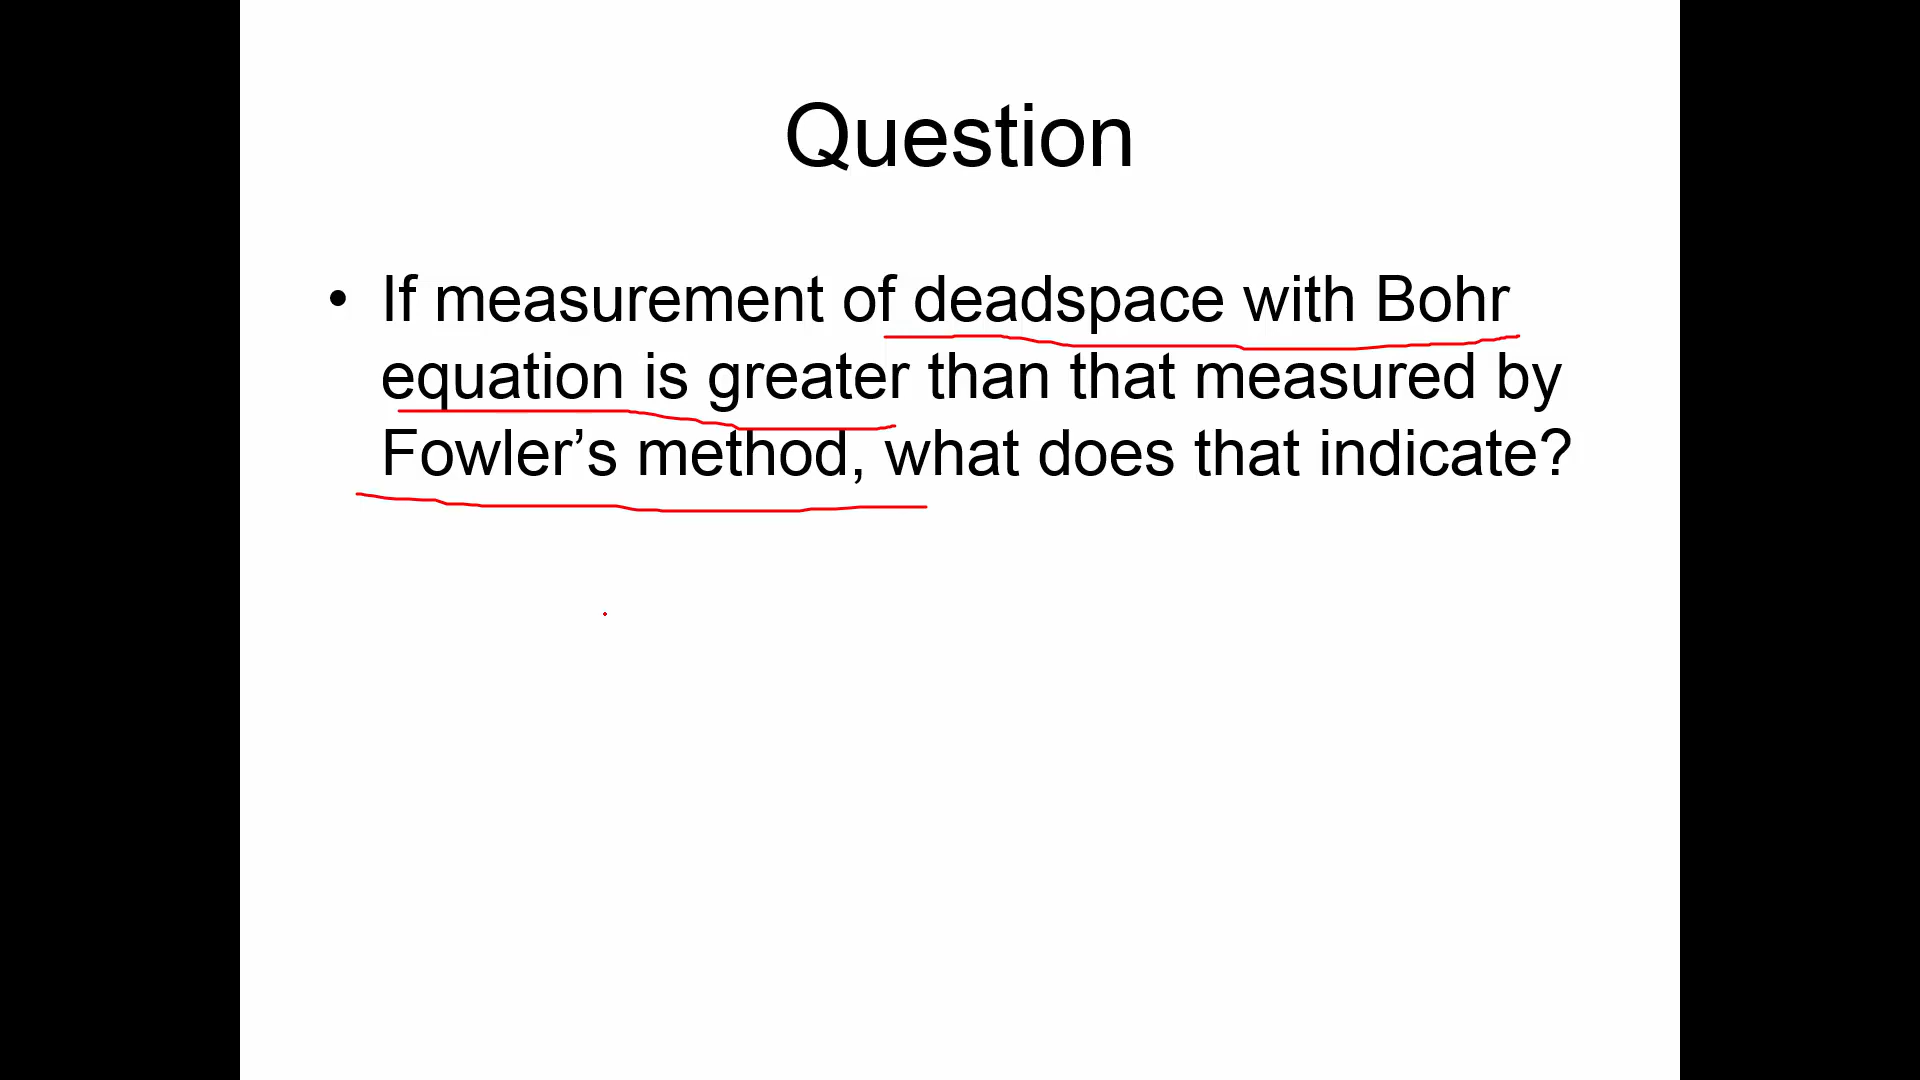 Question
• If measurement of deadspace with Bohr
equation is greater than that measured by
Fowler’s method, what does that indicate?